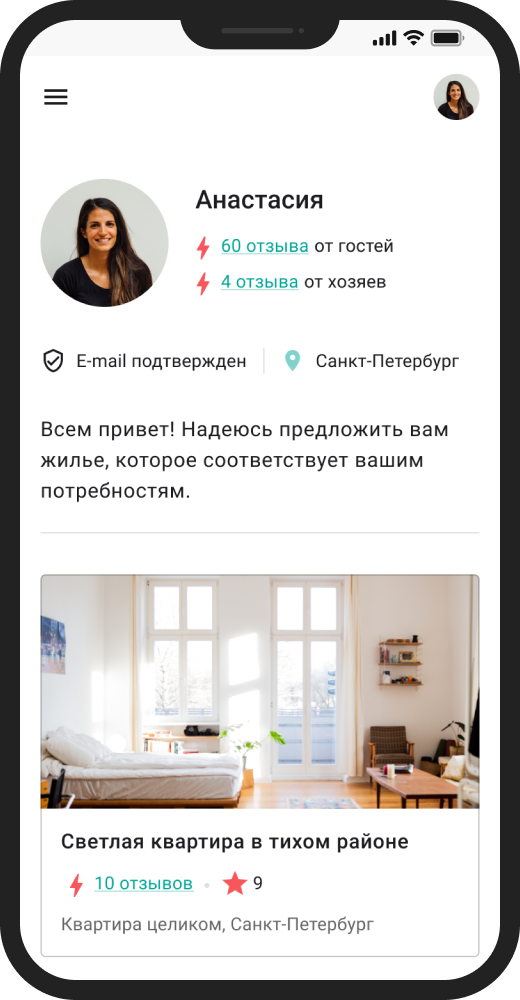 Анастасия
60 отзыва от гостей
4 отзыва от хозяев
E-mail подтвержден
Санкт-Петербург
Всем привет! Надеюсь предложить вам
жилье, которое соответствует вашим
потребностям.
Светлая квартира в тихом районе
10 отзывов • 9
Квартира целиком, Санкт-Петербург